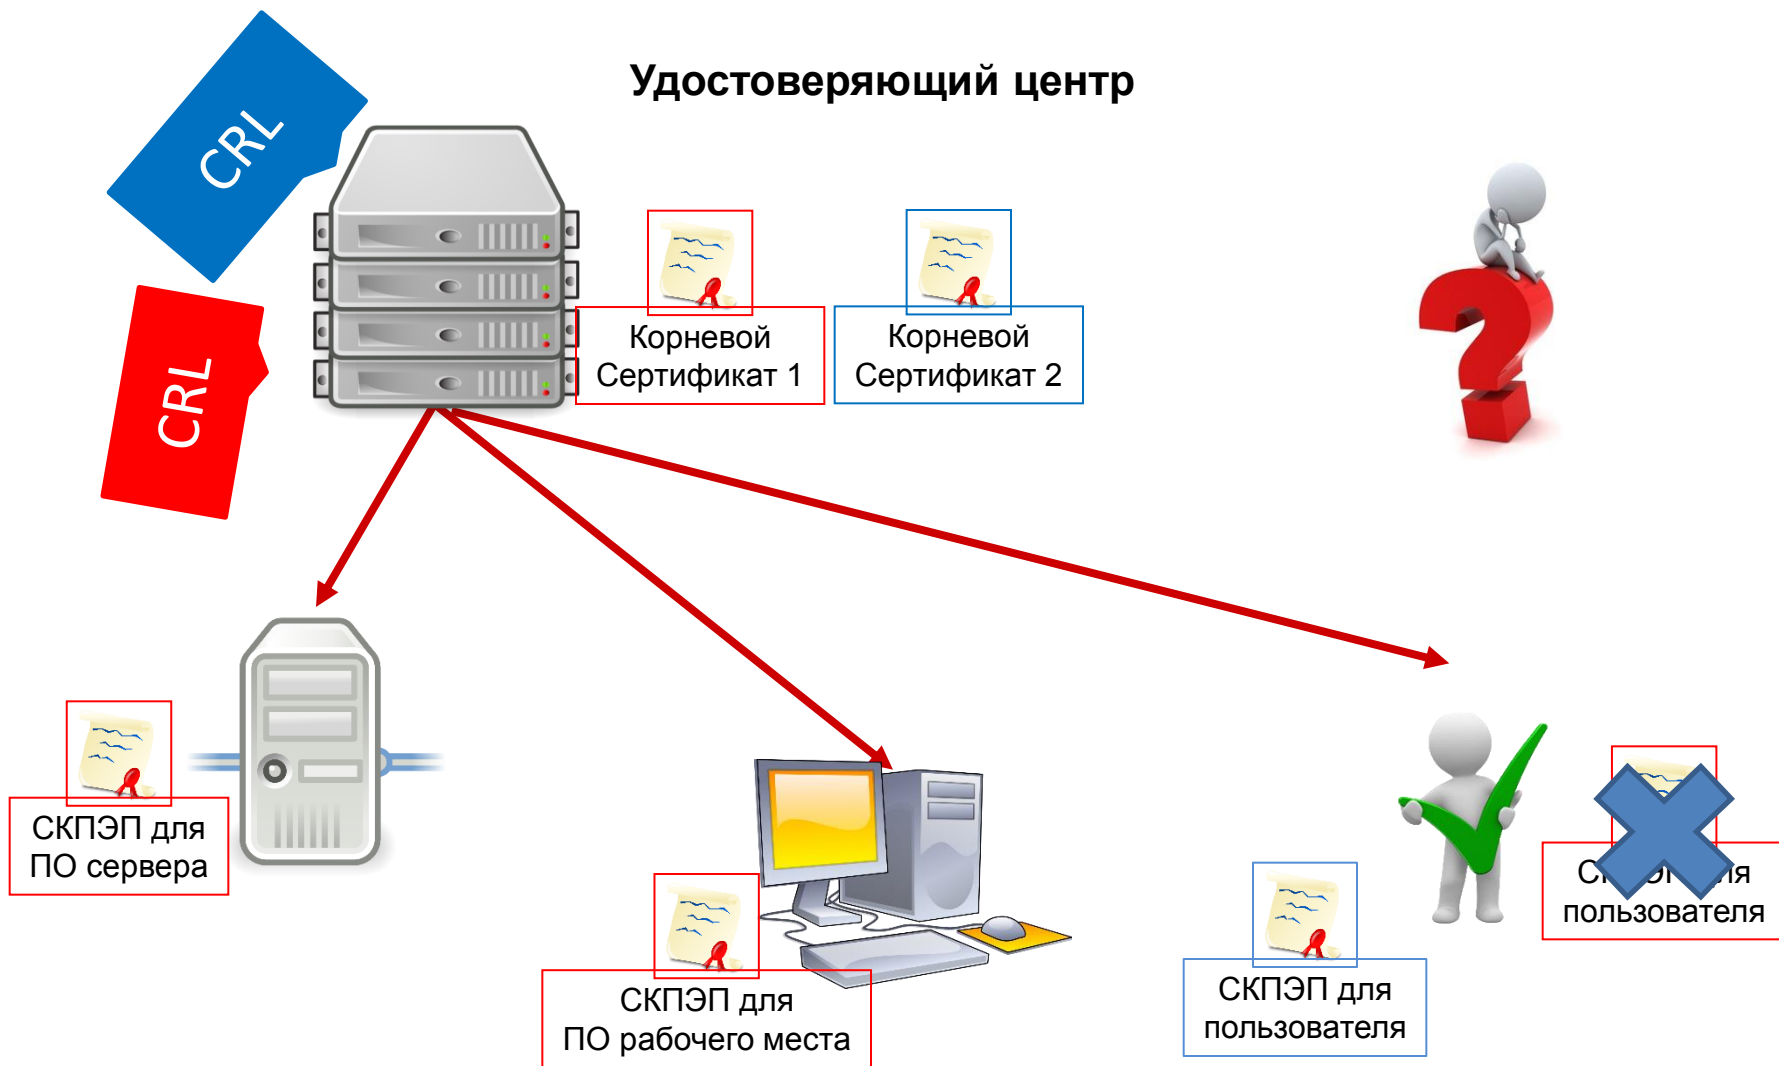 Удостоверяющий центр
CRL
CRL
Корневой
Сертификат 1
Корневой
Сертификат 2
СКПЭП для
ПО сервера
СКПЭП для
ПО рабочего места
СКПЭП для
пользователя
пользователя